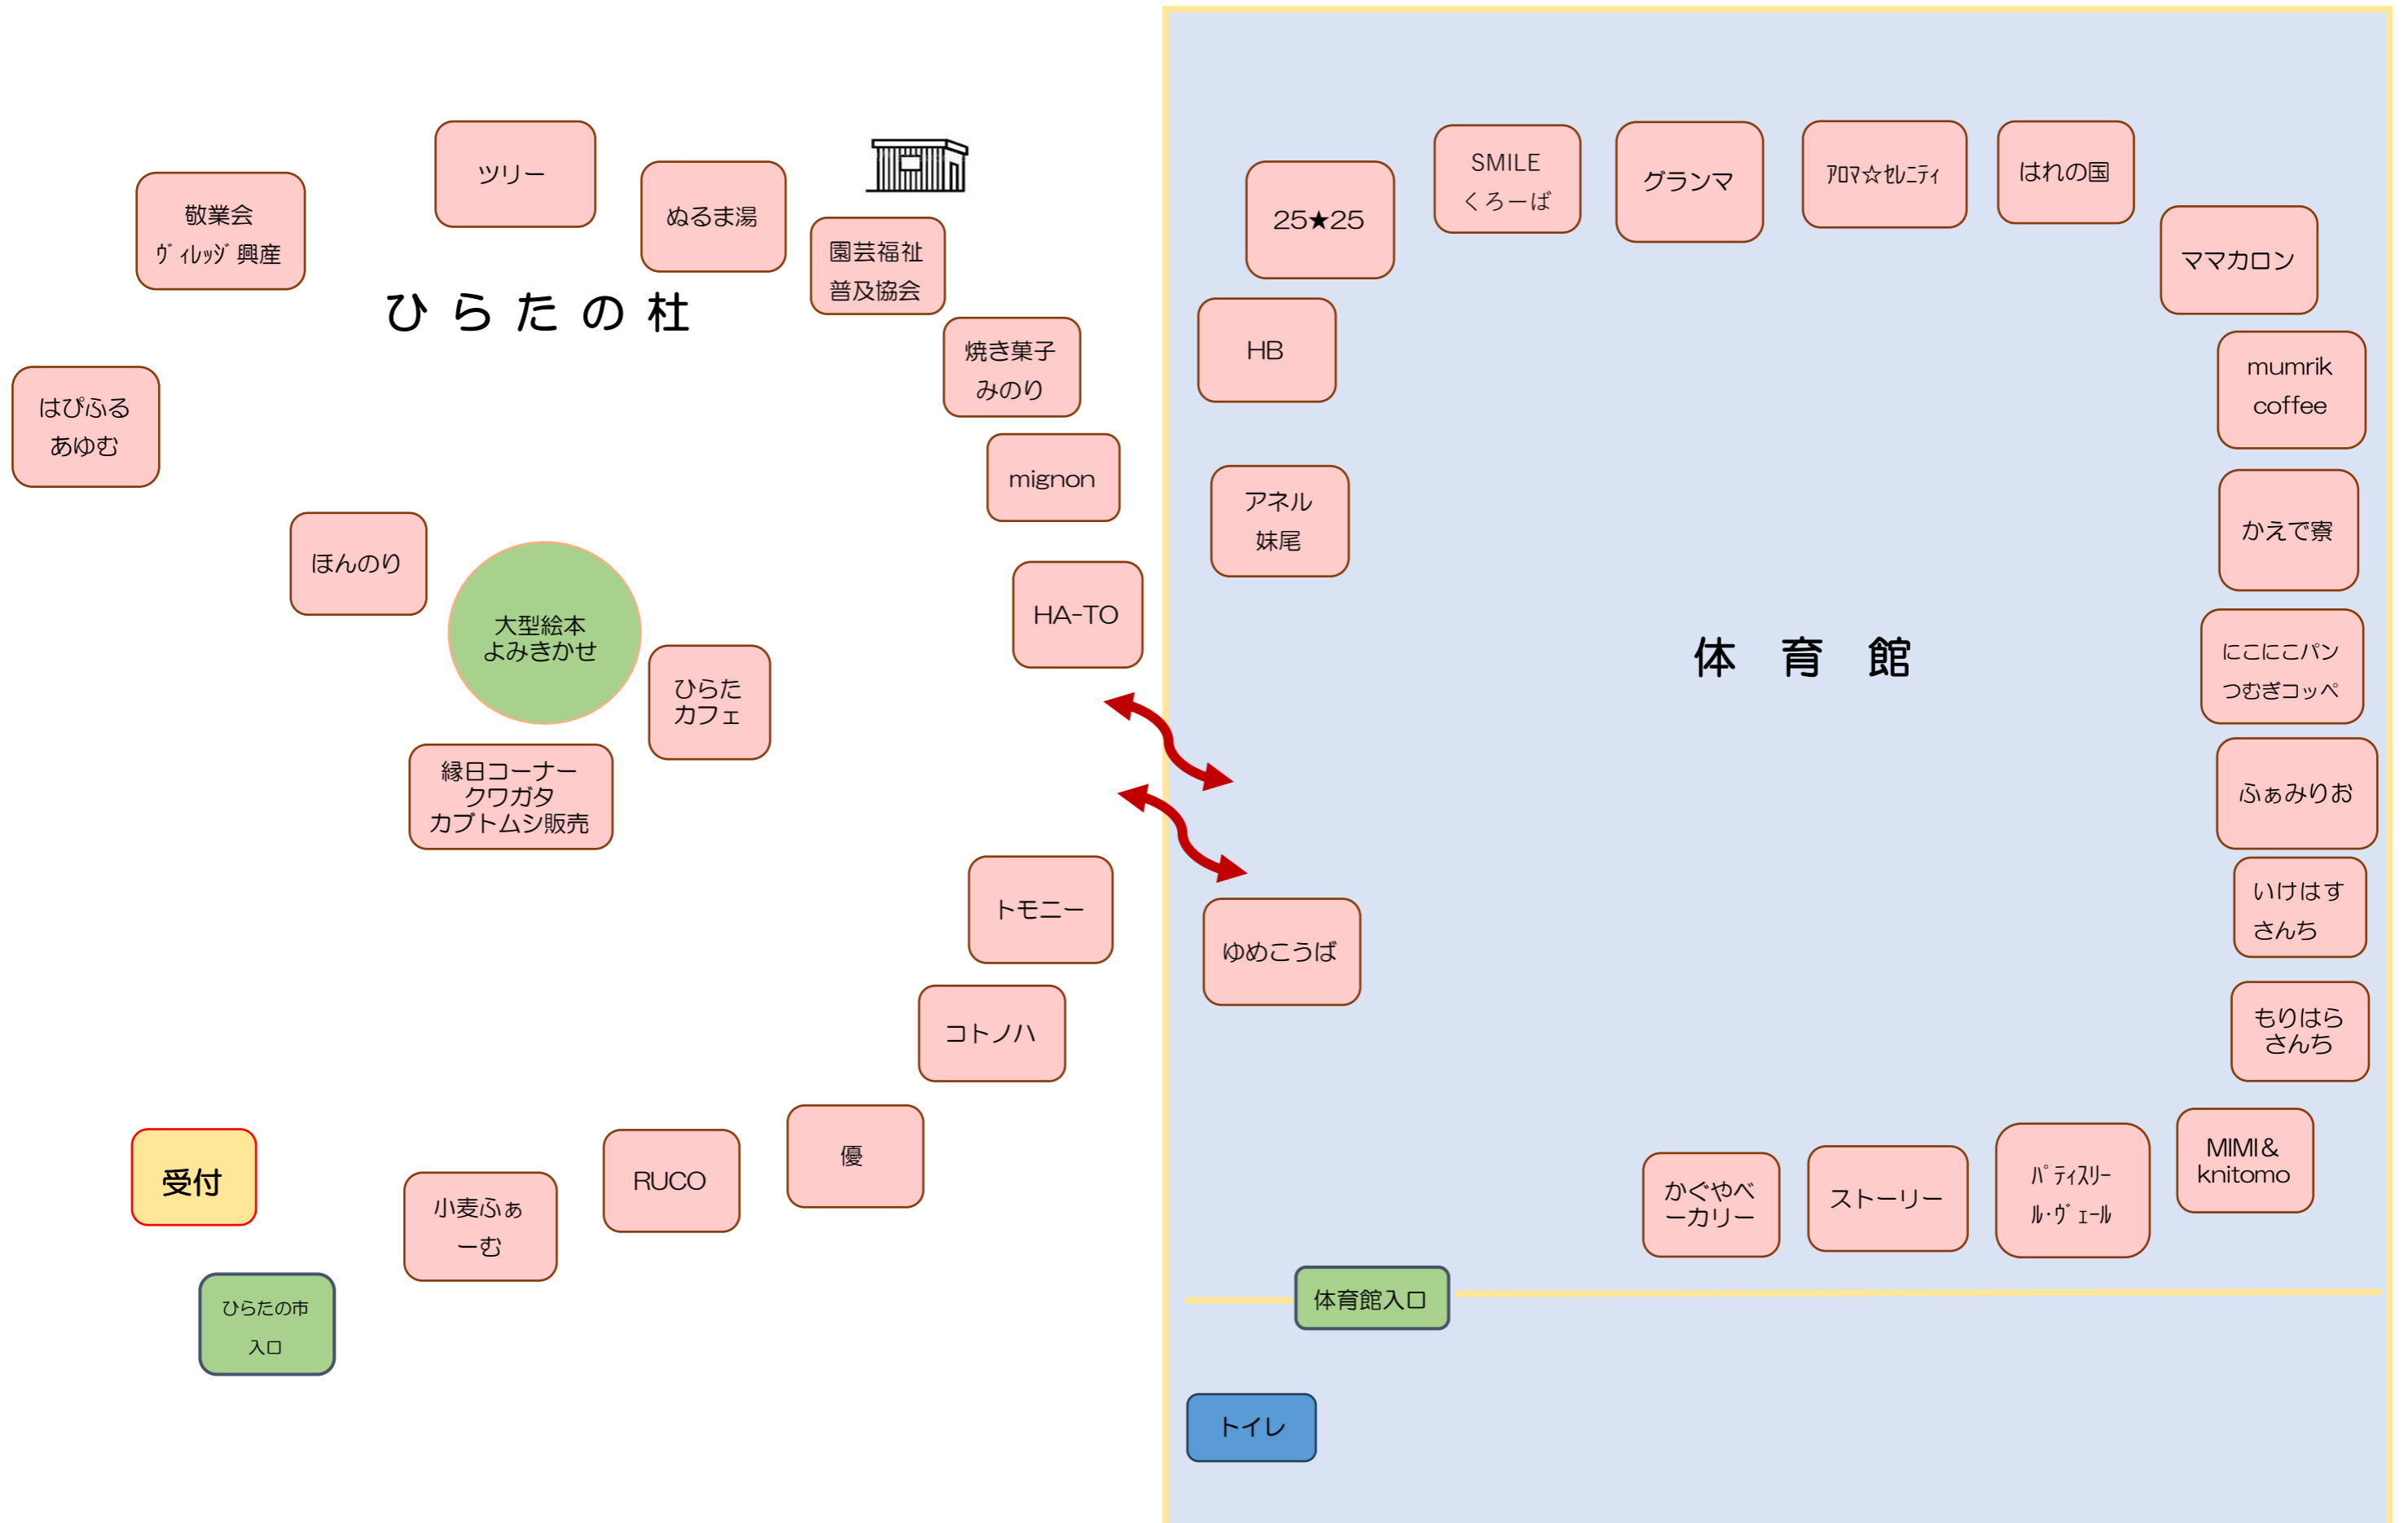 ツリー
ぬるま湯
敬業会
ｳﾞｨﾚｯｼﾞ興産
園芸福祉
普及協会
ひらたの杜
焼き菓子
みのり
はぴふる
あゆむ
mignon
ほんのり
大型絵本
よみきかせ
HA-TO
ひらた
カフェ
縁日コーナー
クワガタ
カブトムシ販売
トモニー
コトノハ
優
RUCO
小麦ふぁ
ーむ
受付
ひらたの市
入口
25★25
SMILE
くろーば
グランマ
ｱﾛﾏ☆ｾﾚﾆﾃｨ
はれの国
ママカロン
HB
mumrik
coffee
アネル
妹尾
かえで寮
体育館
にこにこパン
つむぎコッペ
ふぁみりお
いけはす
さんち
ゆめこうば
もりはら
さんち
MIMI＆
knitomo
ﾊﾟﾃｨｽﾘｰ
ﾙ･ｳﾞｪｰﾙ
ストーリー
かぐやベ
ーカリー
体育館入口
トイレ